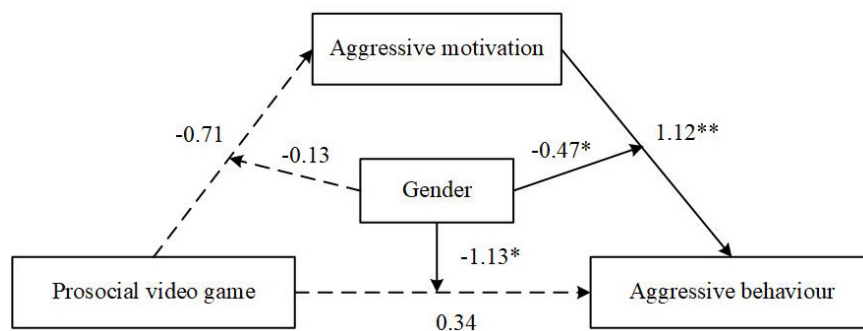 Aggressive motivation
-0.71
1.12**
-0.13
-0.47*
Gender
-1.13*
Prosocial video game
Aggressive behaviour
0.34